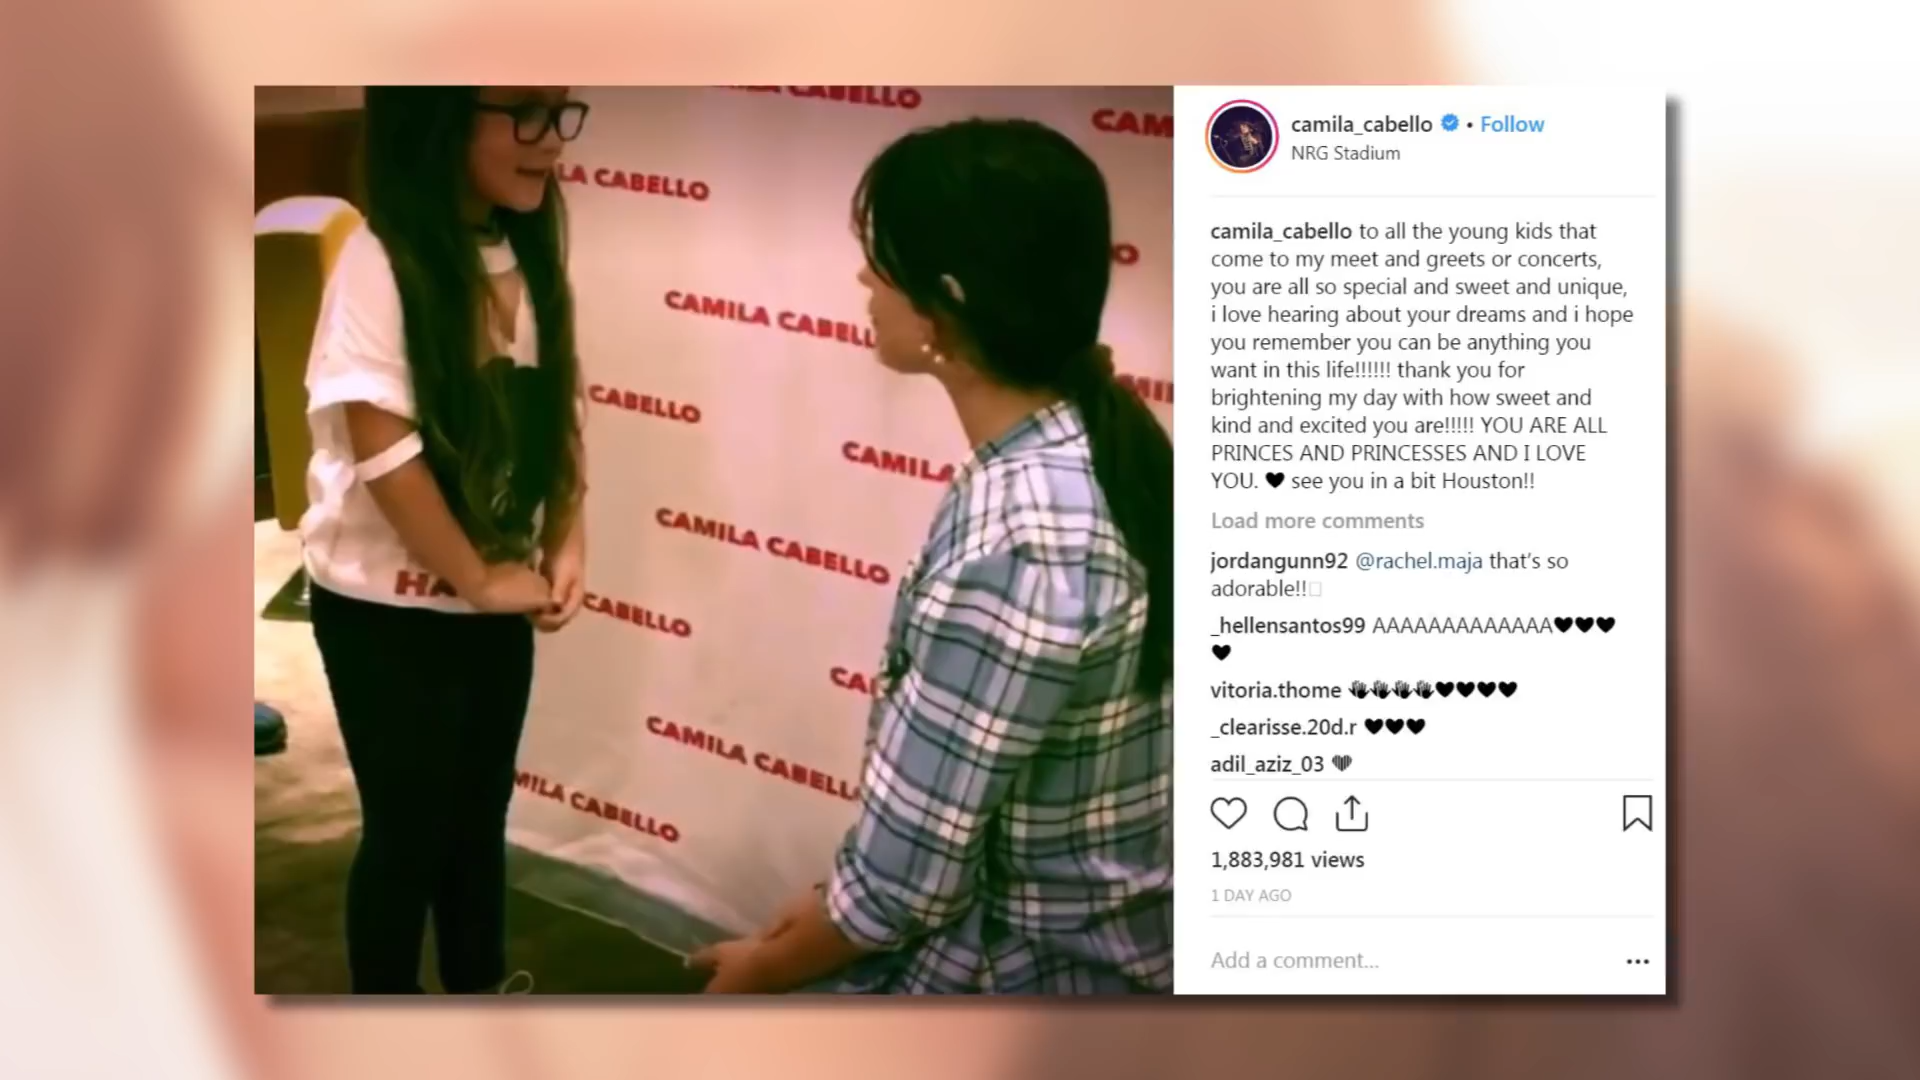 CABELLO
CAM
LA CABELLO
CAMILA CABELL
CABELLO
CAMILA
CAMILA CABELLO
CABELLO
CA
CAMILA CABELL
MILA CABELLO
HA
camila_cabello • Follow
NRG Stadium
camila_cabello to all the young kids that
come to my meet and greets or concerts,
you are all so special and sweet and unique,
i love hearing about your dreams and i hope
you remember you can be anything you
want in this life!!!!!! thank you for
brightening my day with how sweet and
kind and excited you are!!!!! YOU ARE ALL
PRINCES AND PRINCESSES AND I LOVE
YOU. 🖤 see you in a bit Houston!!
Load more comments
jordangunn92 @rachel.maja that's so
adorable!!
_hellensantos99 AAAAAAAAAAAAA🖤🖤🖤
🖤
vitoria.thome 👏👏👏👏🖤🖤🖤🖤
_clearisse.20d.r 🖤🖤🖤
adil_aziz_03 💗
1,883,981 views
1 DAY AGO
Add a comment...